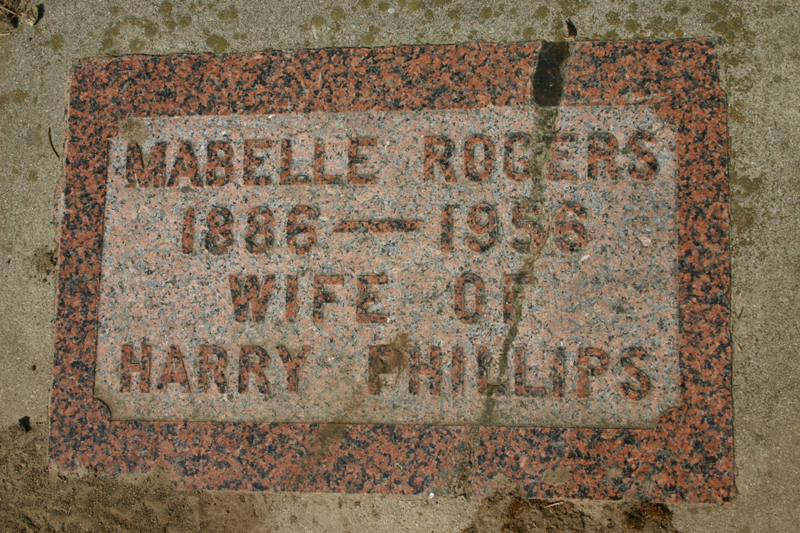 MABELLE ROGERS
1886 — 1956
WIFE OF
HARRY PHILLIPS